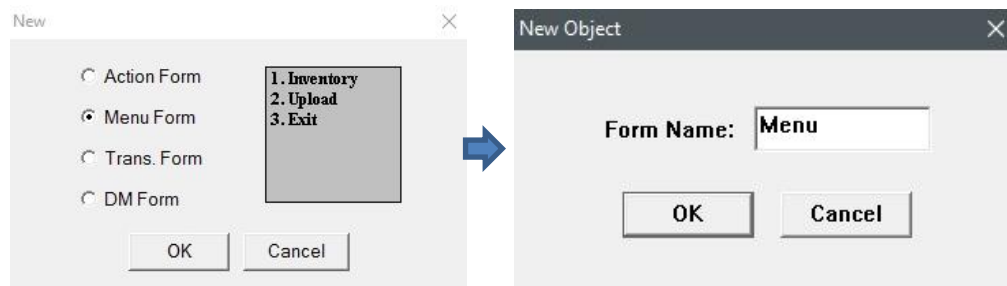 New
Action Form
Menu Form
Trans. Form
DM Form
1. Inventory
2. Upload
3. Exit
OK Cancel
New Object
Form Name: Menu
OK Cancel